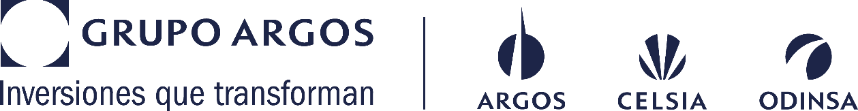 GRUPO ARGOS
Inversiones que transforman
ARGOS
CELSIA
ODINSA